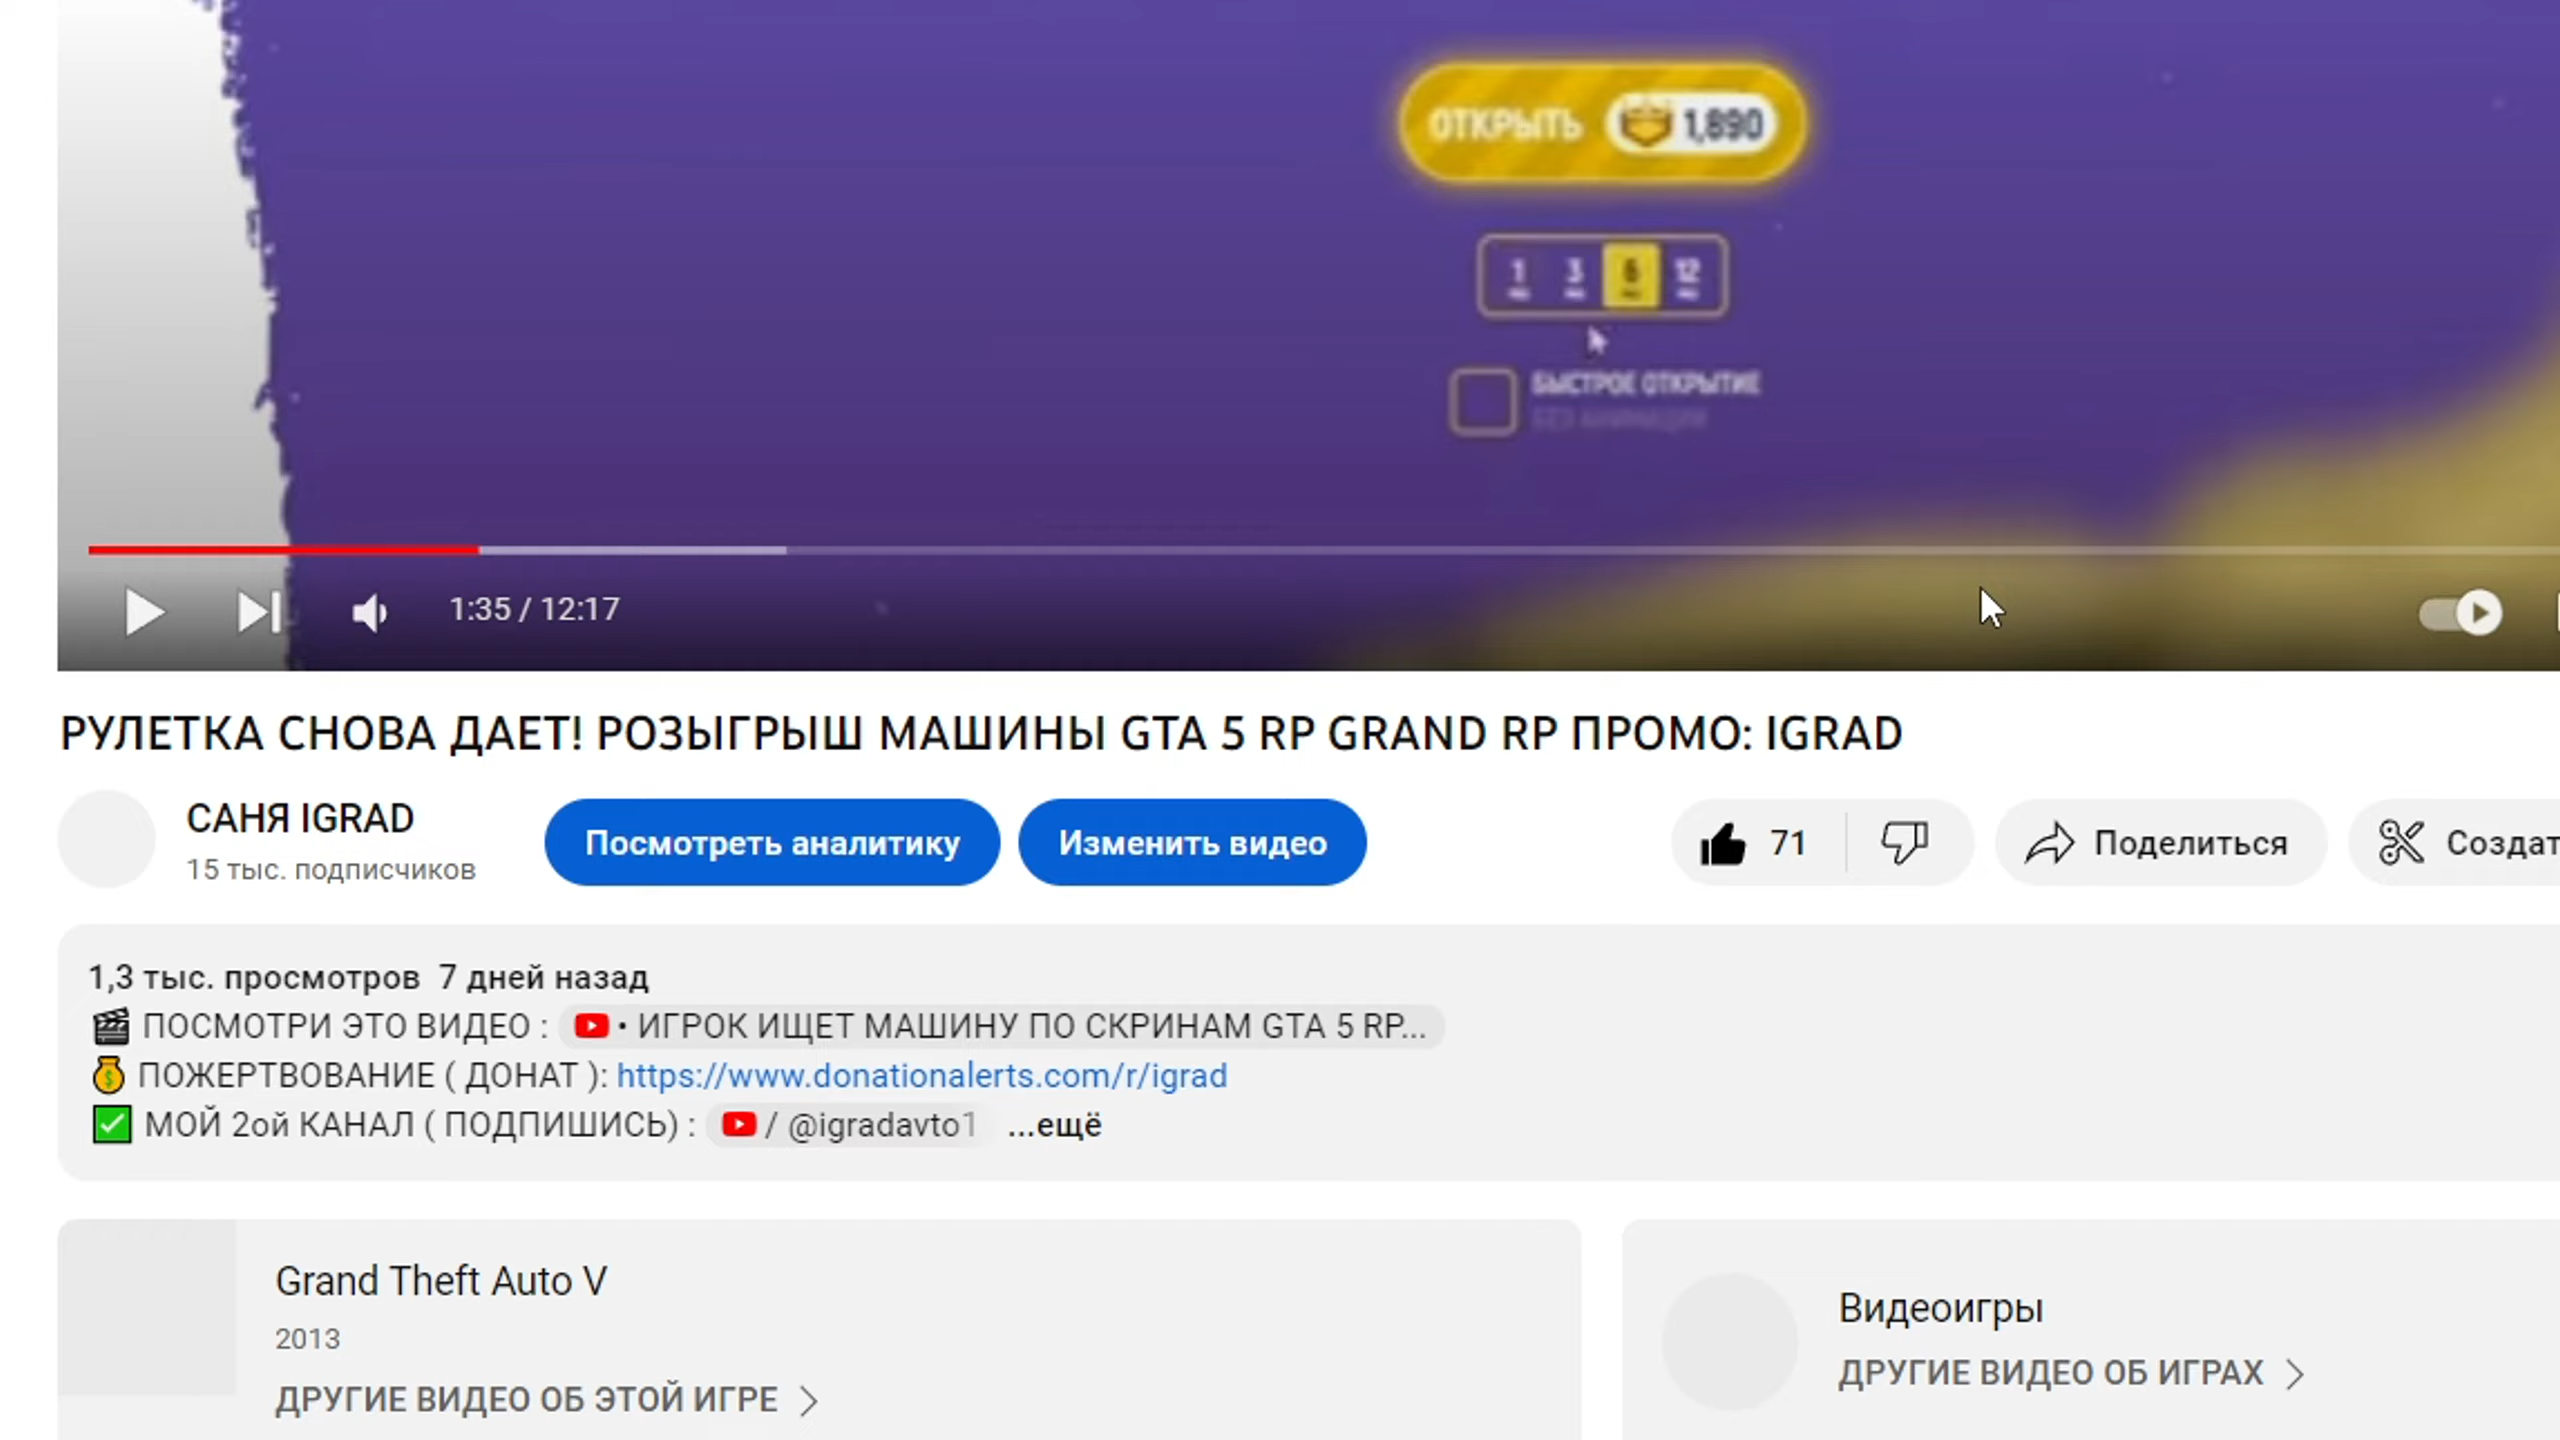 ОТКРЫТЬ 1,890
1 3 6 12
БЫСТРОЕ ОТКРЫТИЕ
БЕЗ АНИМАЦИИ
1:35 / 12:17
РУЛЕТКА СНОВА ДАЕТ! РОЗЫГРЫШ МАШИНЫ GTA 5 RP GRAND RP ПРОМО: IGRAD
САНЯ IGRAD
15 тыс. подписчиков
Посмотреть аналитику
Изменить видео
71
Поделиться
Создат
1,3 тыс. просмотров 7 дней назад
ПОСМОТРИ ЭТО ВИДЕО : • ИГРОК ИЩЕТ МАШИНУ ПО СКРИНАМ GTA 5 RP...
ПОЖЕРТВОВАНИЕ ( ДОНАТ ): https://www.donationalerts.com/r/igrad
МОЙ 2ой КАНАЛ ( ПОДПИШИСЬ) : / @igradavto1 ...ещё
Grand Theft Auto V
2013
ДРУГИЕ ВИДЕО ОБ ЭТОЙ ИГРЕ
Видеоигры
ДРУГИЕ ВИДЕО ОБ ИГРАХ